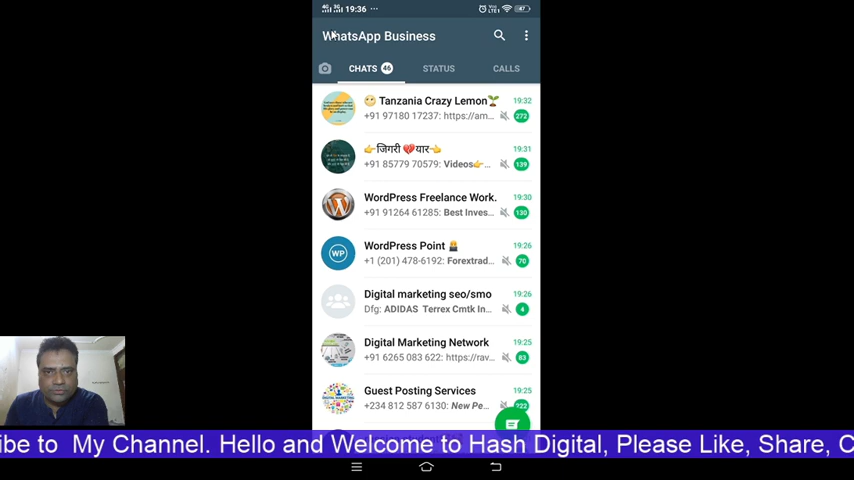 19:36 ...
WhatsApp Business
CHATS 46 STATUS CALLS
Tanzania Crazy Lemon 19:32
+91 97180 17237: https://am... 272
जिगरी यार 19:31
+91 85779 70579: Videos... 139
WordPress Freelance Work. 19:30
+91 91264 61285: Best Inves... 130
WordPress Point 19:26
WP
+1 (201) 478-6192: Forextrad... 70
Digital marketing seo/smo 19:26
Dfg: ADIDAS Terrex Cmtk In... 4
Digital Marketing Network 19:25
+91 6265 083 622: https://rav... 83
Guest Posting Services 19:25
+234 812 587 6130: New Pe...
ibe to My Channel. Hello and Welcome to Hash Digital, Please Like, Share, C